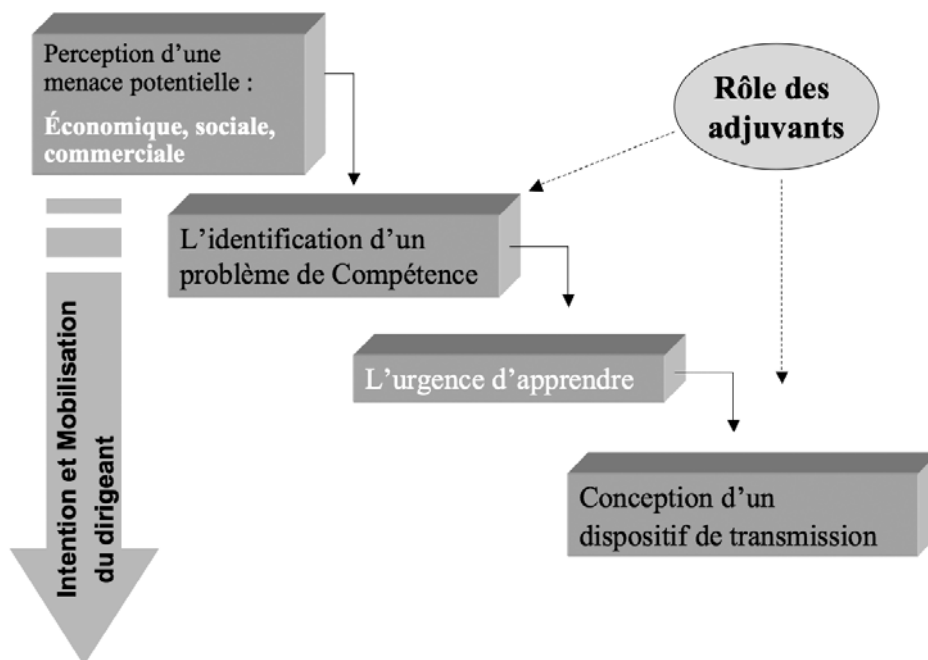 Perception d’une
menace potentielle :
Économique, sociale,
commerciale
Rôle des
adjuvants
L’identification d’un
problème de Compétence
L’urgence d’apprendre
Conception d’un
dispositif de transmission
Intention et Mobilisation
du dirigeant